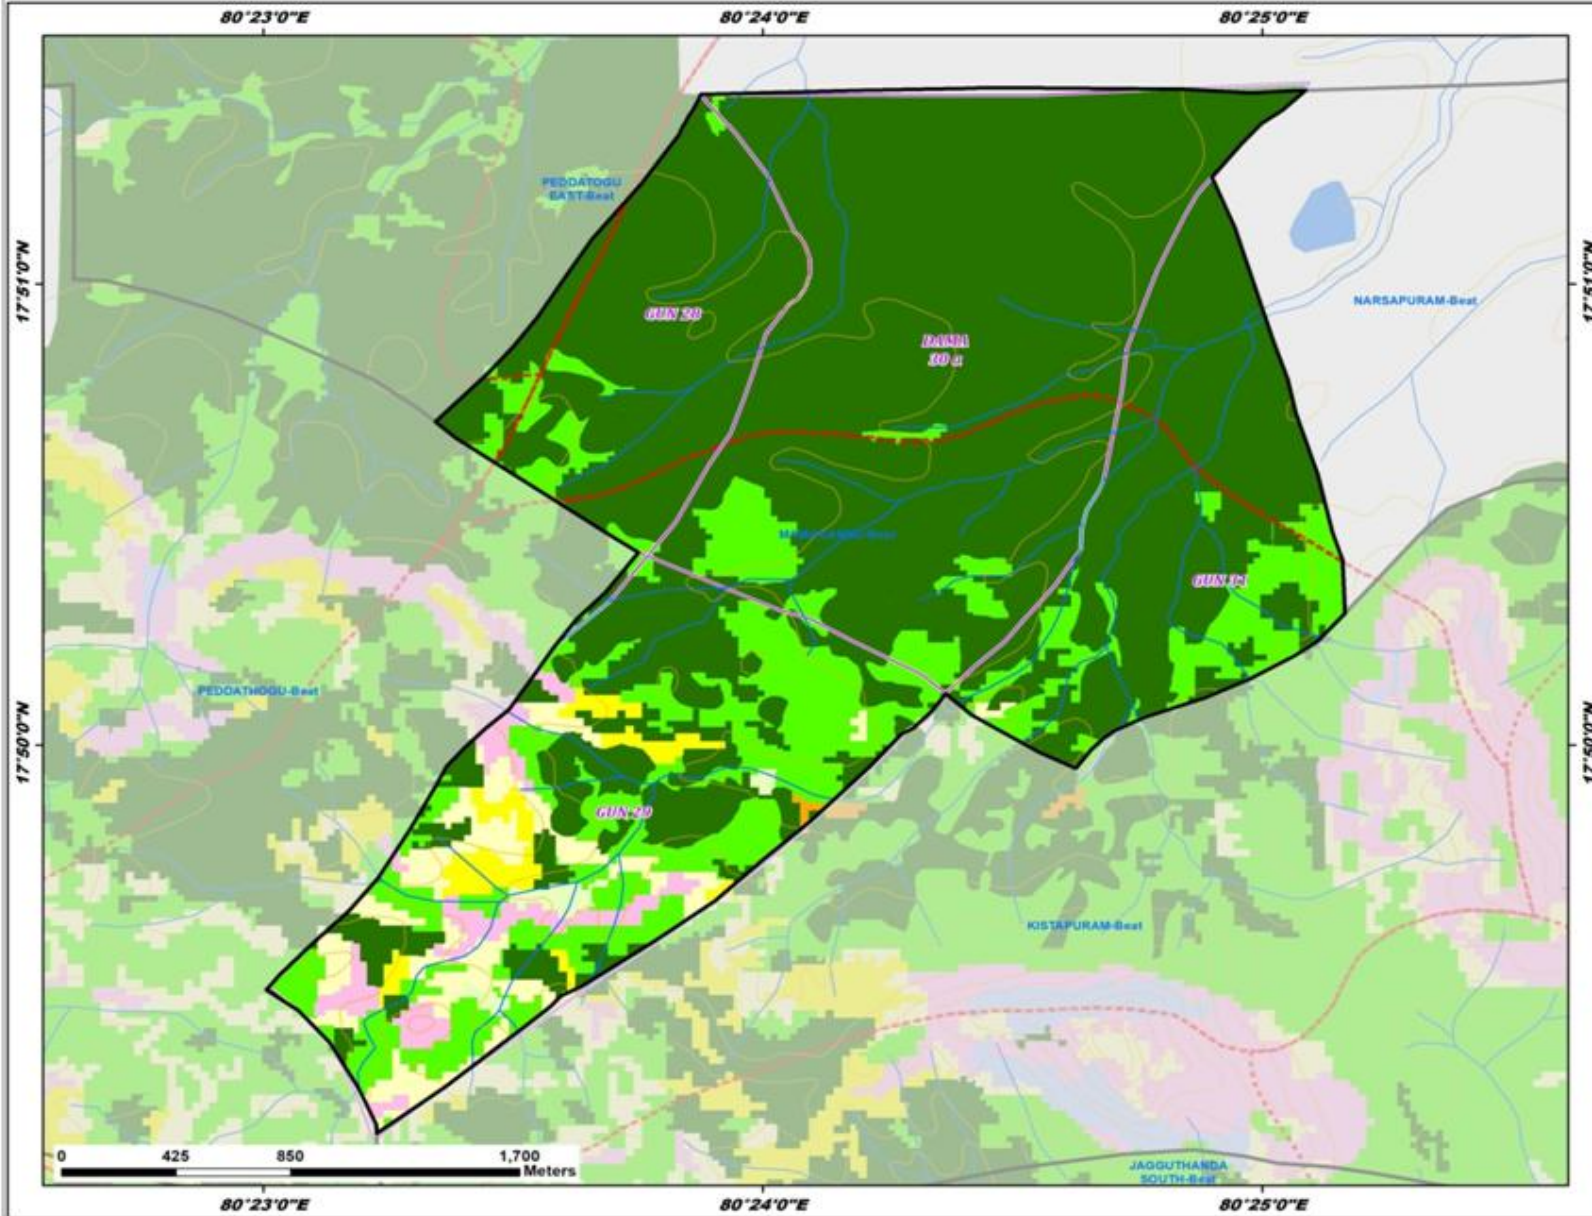 80°23'0"E 80°24'0"E 80°25'0"E
PEDDATOGU
EAST-Beat
17°51'0"N
17°51'0"N
NARSAPURAM-Beat
GUN 28
DAMA
30 a
GUN 31
PEDDATHOGU-Beat
17°50'0"N
17°50'0"N
GUN 29
KISTAPURAM-Beat
0 425 850 1,700
Meters
JAGGUTHANDA
SOUTH-Beat
80°23'0"E 80°24'0"E 80°25'0"E